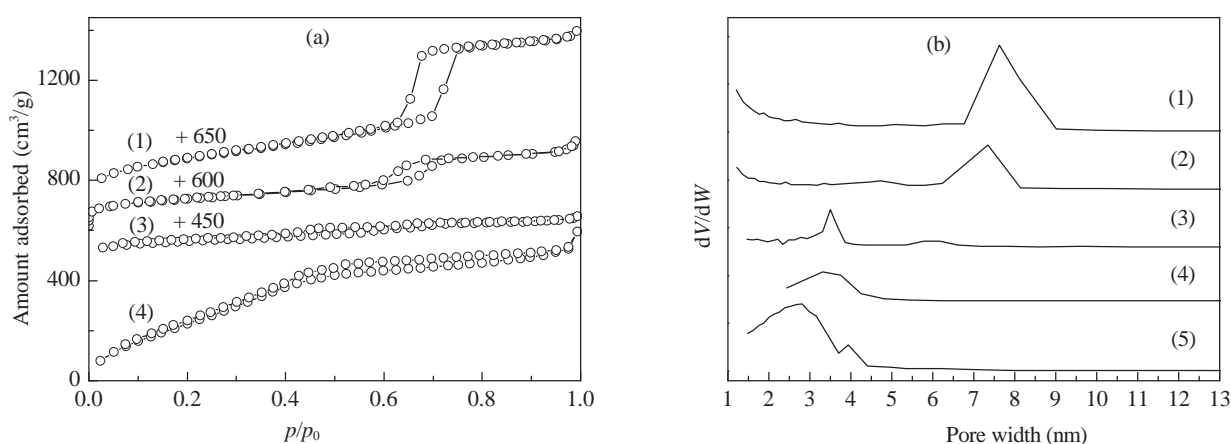 (a)
Amount adsorbed (cm³/g)
1200
800
400
0
(1) + 650
(2) + 600
(3) + 450
(4)
0.0 0.2 0.4 0.6 0.8 1.0
p/p₀
(b)
dV/dW
(1)
(2)
(3)
(4)
(5)
1 2 3 4 5 6 7 8 9 10 11 12 13
Pore width (nm)